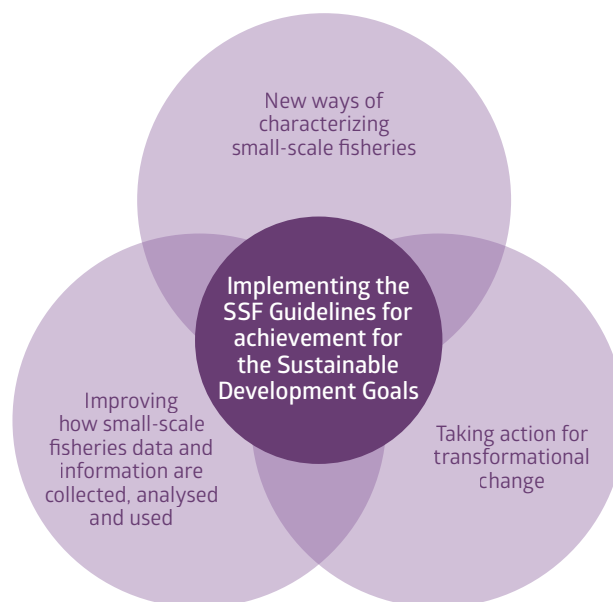 New ways of
characterizing
small-scale fisheries
Implementing the
SSF Guidelines for
achievement for
the Sustainable
Development Goals
Improving
how small-scale
fisheries data and
information are
collected, analysed
and used
Taking action for
transformational
change